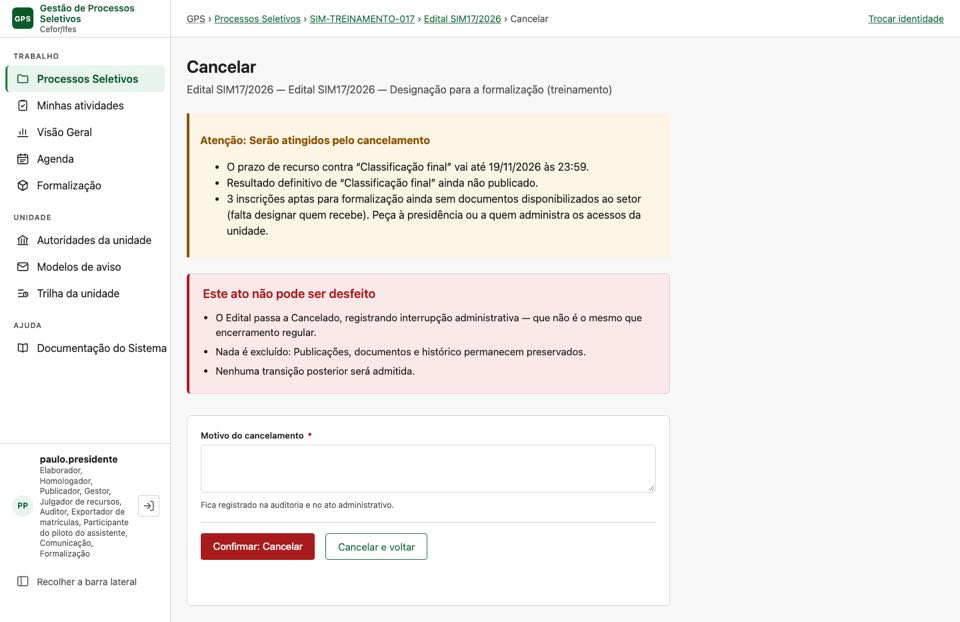 GPS
Gestão de Processos
Seletivos
Cefor/Ifes
GPS › Processos Seletivos › SIM-TREINAMENTO-017 › Edital SIM17/2026 › Cancelar
Trocar identidade
TRABALHO
Processos Seletivos
Minhas atividades
Visão Geral
Agenda
Formalização
UNIDADE
Autoridades da unidade
Modelos de aviso
Trilha da unidade
AJUDA
Documentação do Sistema
PP
paulo.presidente
Elaborador,
Homologador,
Publicador, Gestor,
Julgador de recursos,
Auditor, Exportador de
matrículas, Participante
do piloto do assistente,
Comunicação,
Formalização
Recolher a barra lateral
Cancelar
Edital SIM17/2026 — Edital SIM17/2026 — Designação para a formalização (treinamento)
Atenção: Serão atingidos pelo cancelamento
• O prazo de recurso contra “Classificação final” vai até 19/11/2026 às 23:59.
• Resultado definitivo de “Classificação final” ainda não publicado.
• 3 inscrições aptas para formalização ainda sem documentos disponibilizados ao setor
(falta designar quem recebe). Peça à presidência ou a quem administra os acessos da
unidade.
Este ato não pode ser desfeito
• O Edital passa a Cancelado, registrando interrupção administrativa — que não é o mesmo que
encerramento regular.
• Nada é excluído: Publicações, documentos e histórico permanecem preservados.
• Nenhuma transição posterior será admitida.
Motivo do cancelamento *
Fica registrado na auditoria e no ato administrativo.
Confirmar: Cancelar
Cancelar e voltar